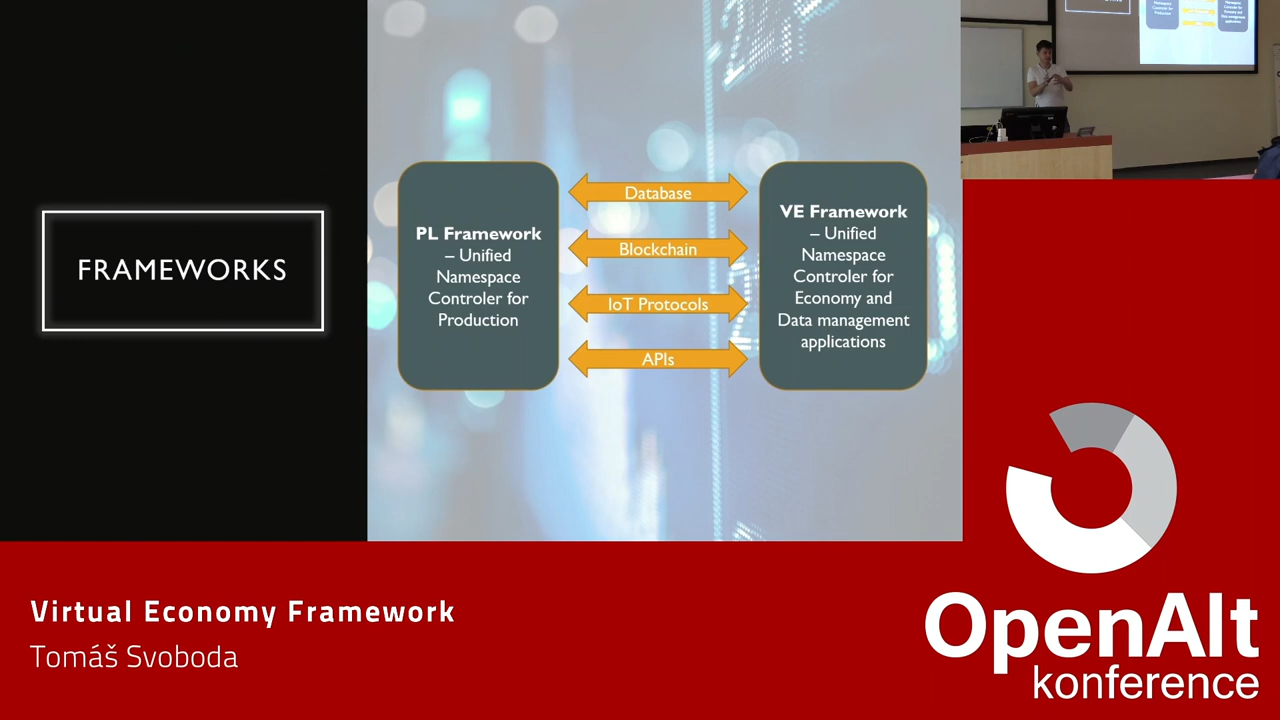 FRAMEWORKS
PL Framework
– Unified
Namespace
Controler for
Production
Database
Blockchain
IoT Protocols
APIs
VE Framework
– Unified
Namespace
Controler for
Economy and
Data management
applications
Virtual Economy Framework
Tomáš Svoboda
OpenAlt
konference